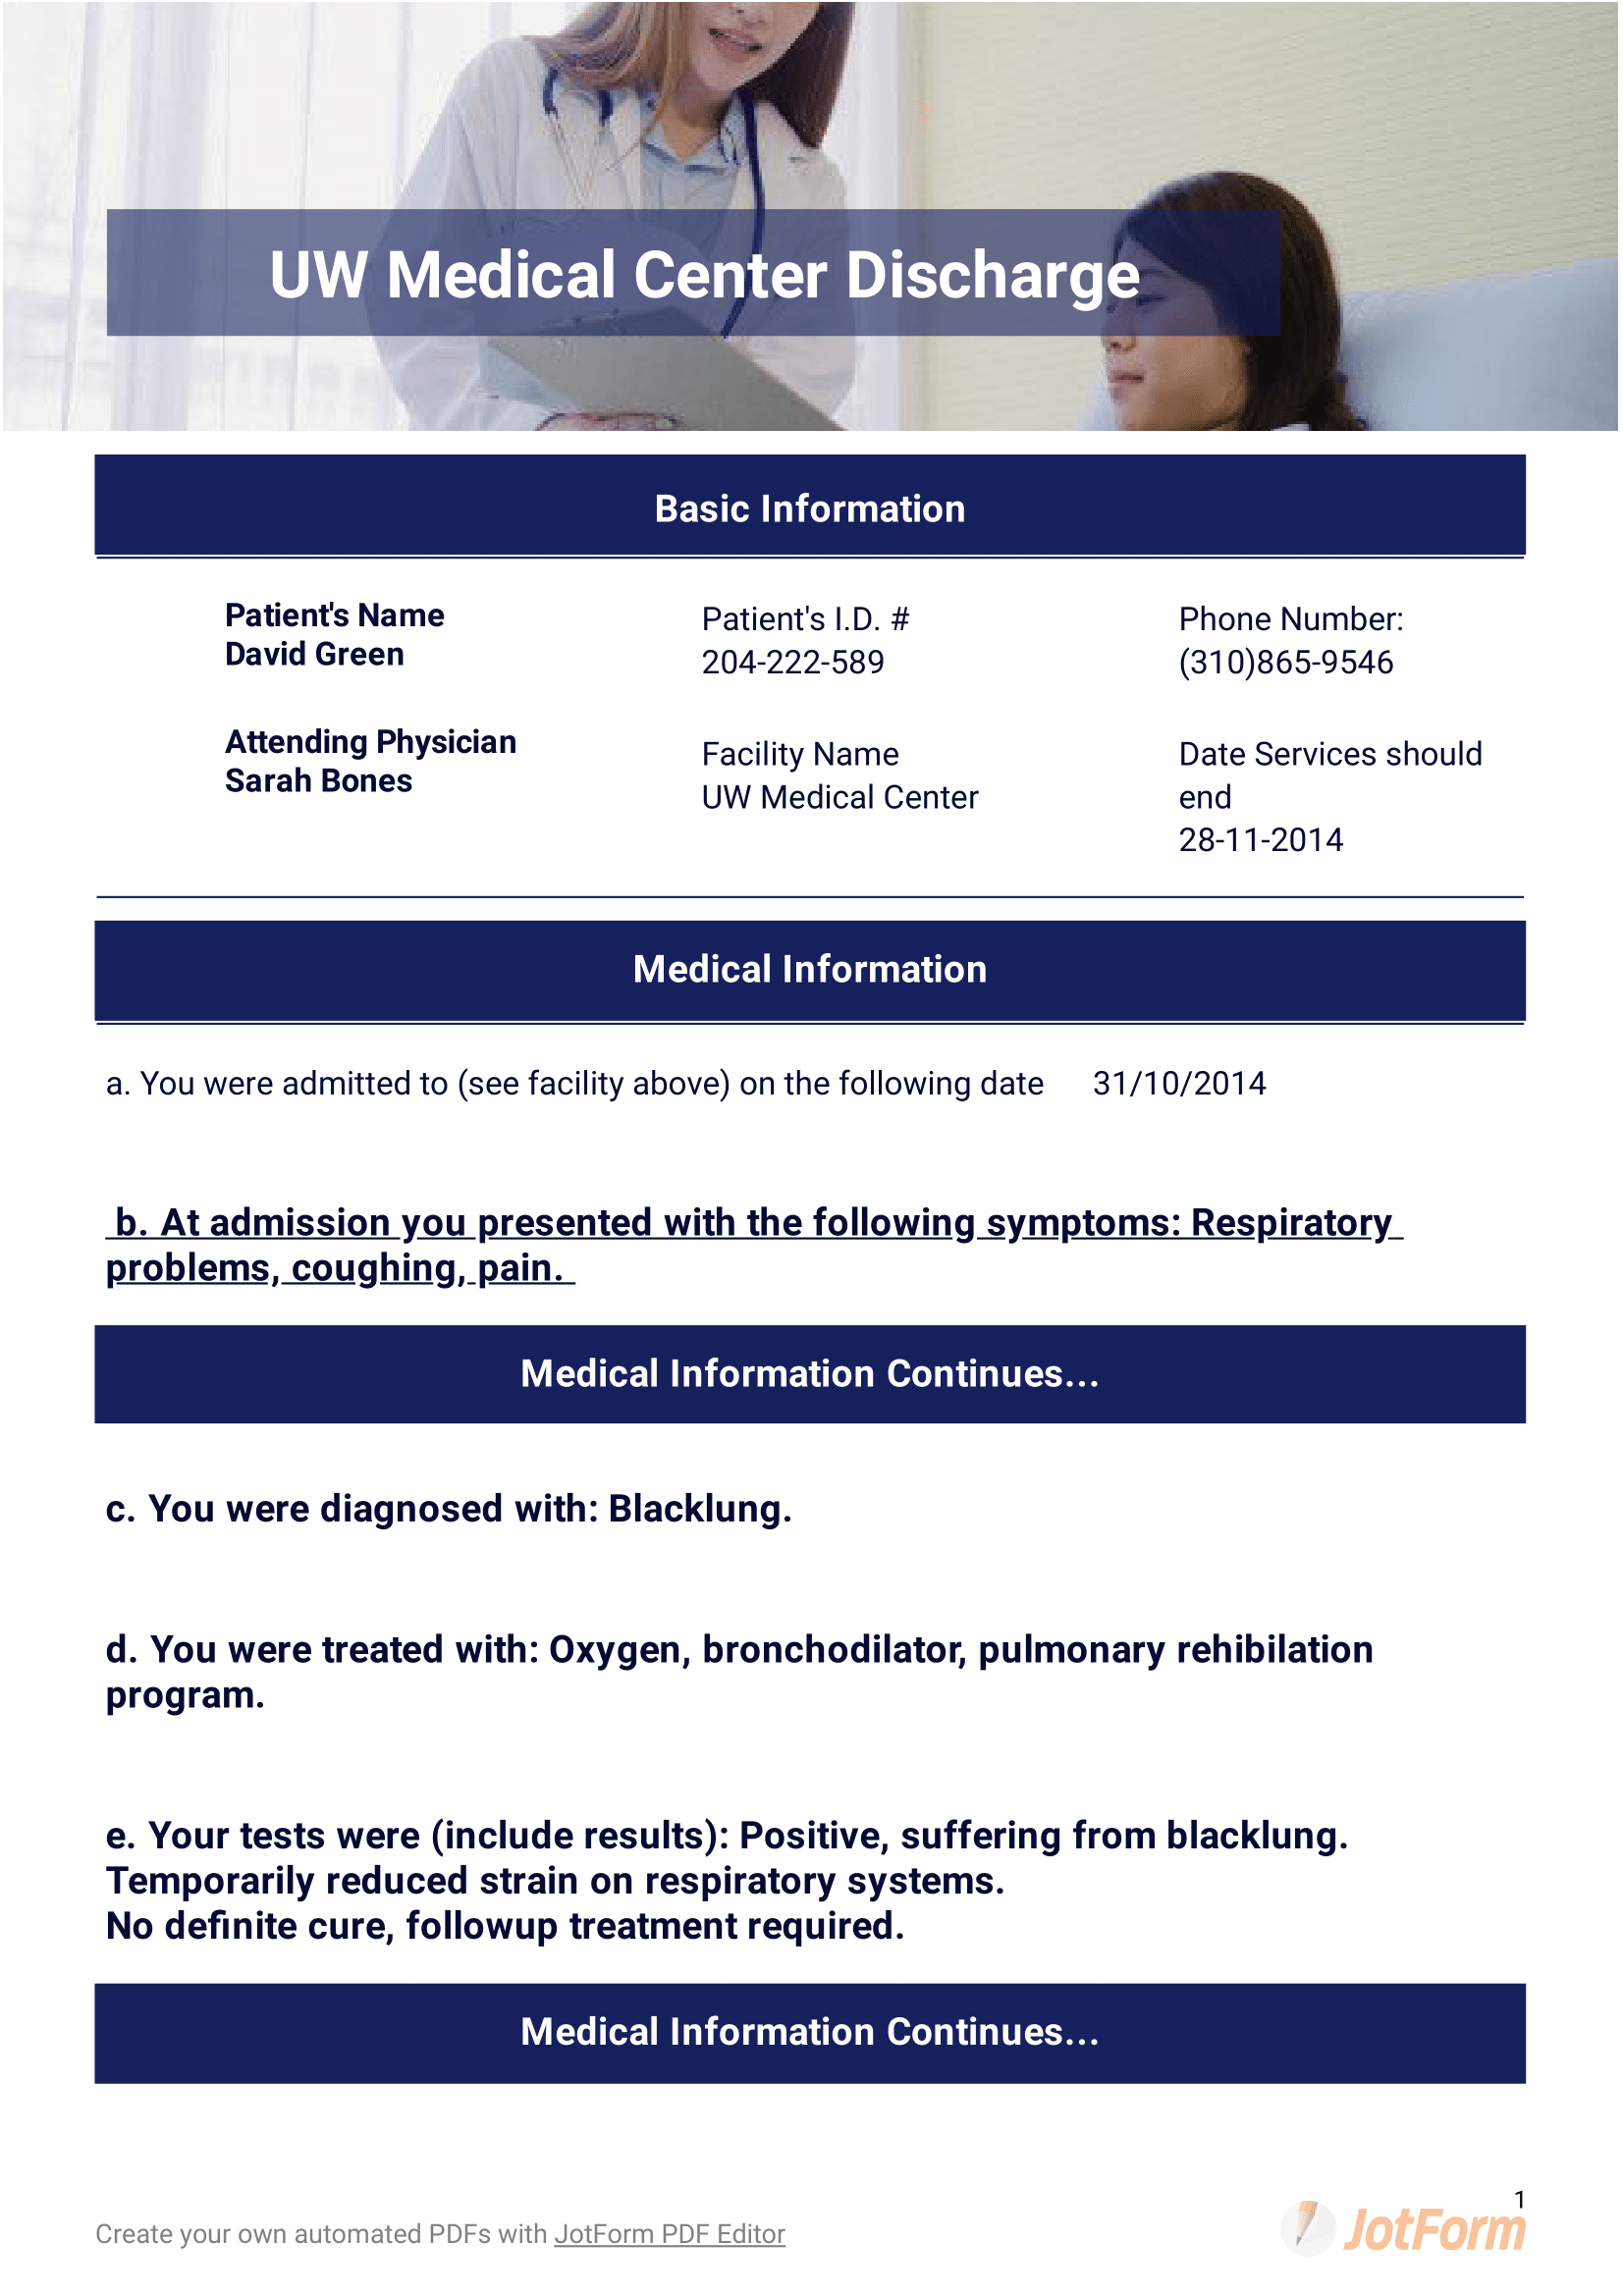 UW Medical Center Discharge
Basic Information
Patient's Name
David Green
Patient's I.D. #
204-222-589
Phone Number:
(310)865-9546
Attending Physician
Sarah Bones
Facility Name
UW Medical Center
Date Services should
end
28-11-2014
Medical Information
a. You were admitted to (see facility above) on the following date 31/10/2014
b. At admission you presented with the following symptoms: Respiratory
problems, coughing, pain.
Medical Information Continues...
c. You were diagnosed with: Blacklung.
d. You were treated with: Oxygen, bronchodilator, pulmonary rehibilation
program.
e. Your tests were (include results): Positive, suffering from blacklung.
Temporarily reduced strain on respiratory systems.
No definite cure, followup treatment required.
Medical Information Continues...
1
Create your own automated PDFs with JotForm PDF Editor
JotForm